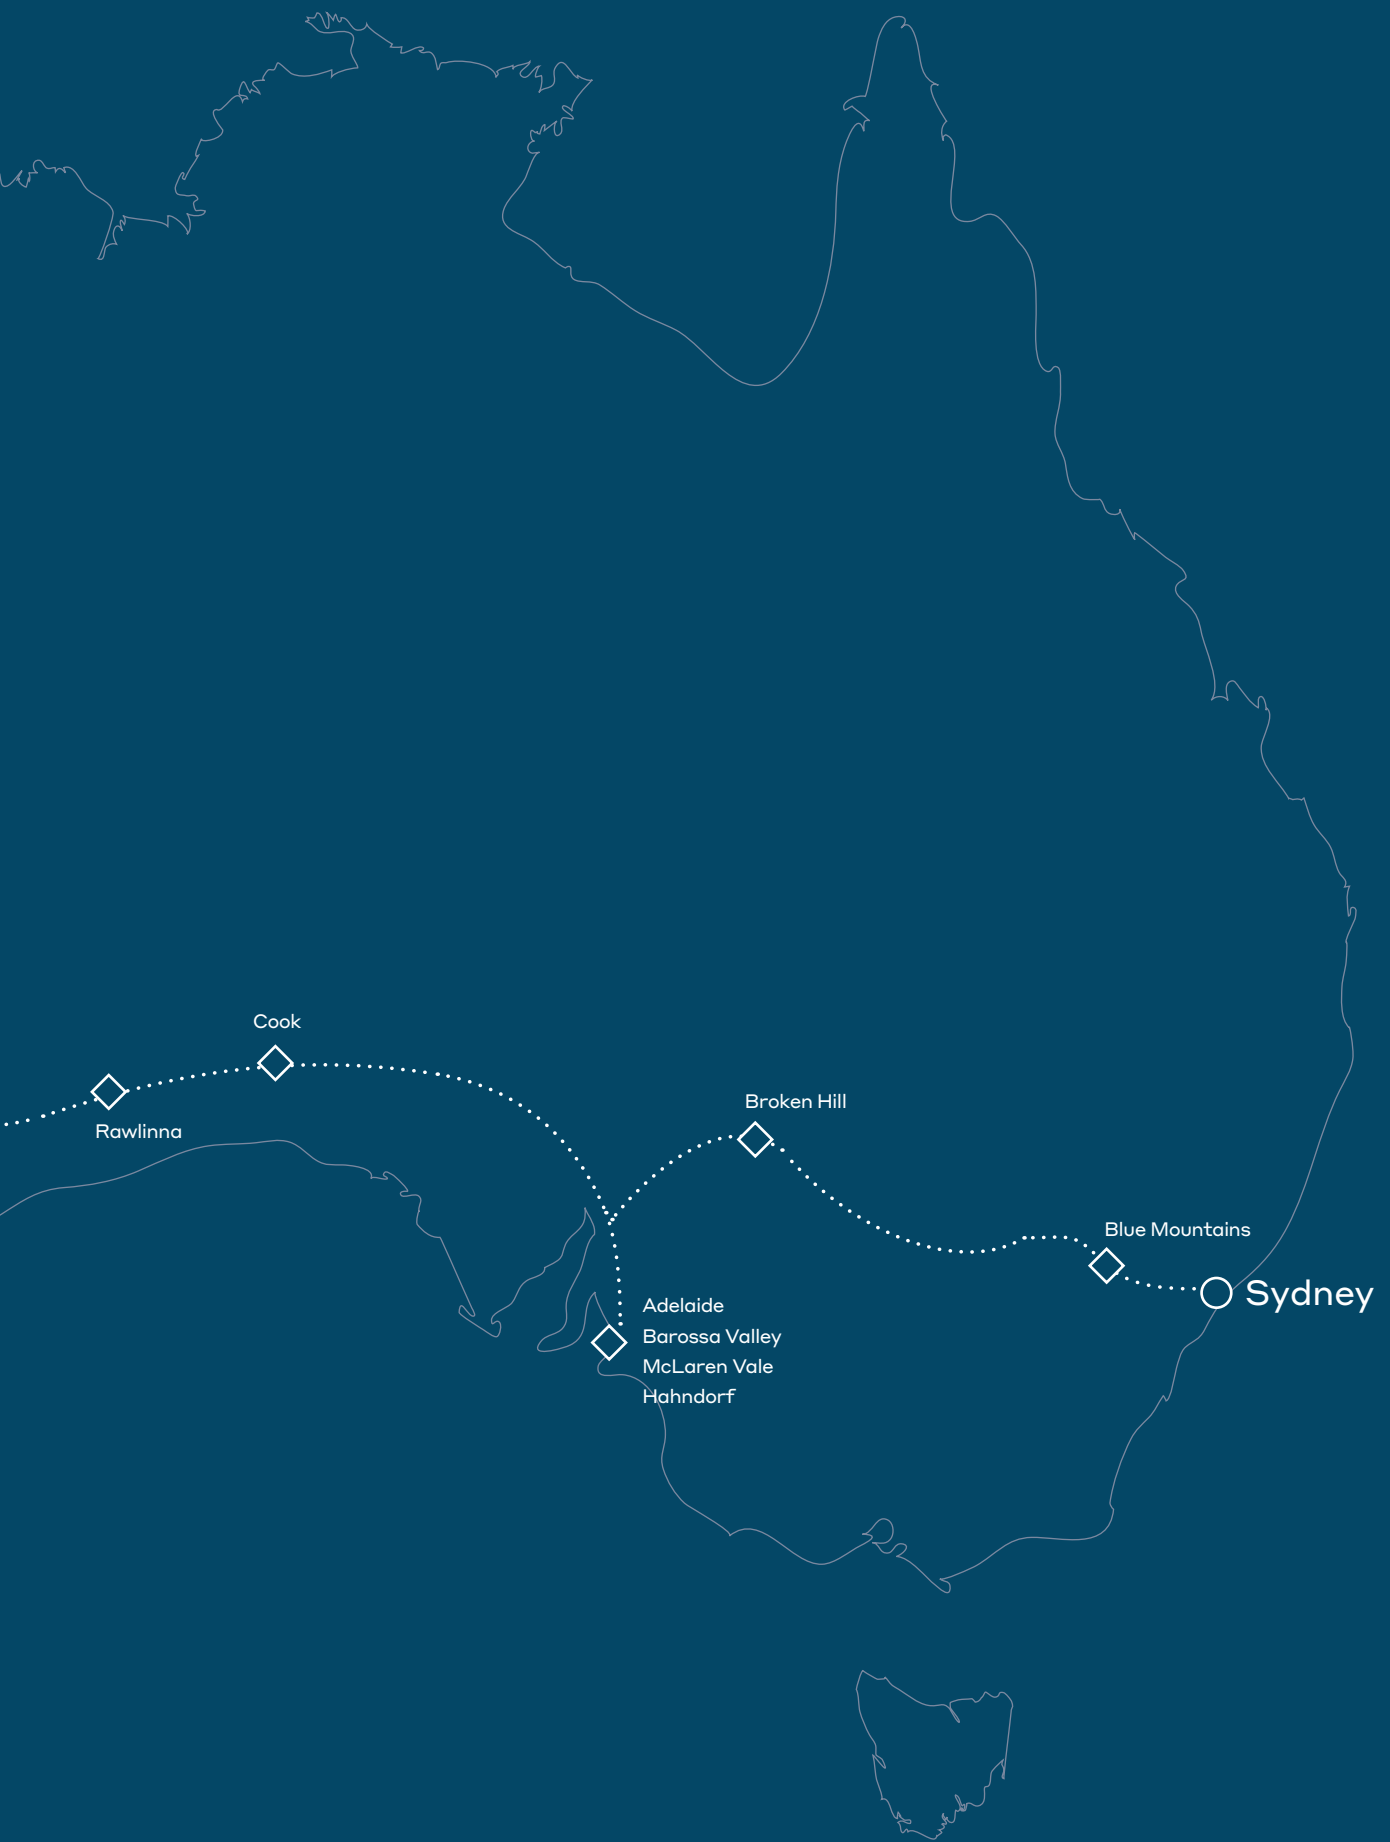 Cook
Broken Hill
Rawlinna
Blue Mountains
Sydney
Adelaide
Barossa Valley
McLaren Vale
Hahndorf